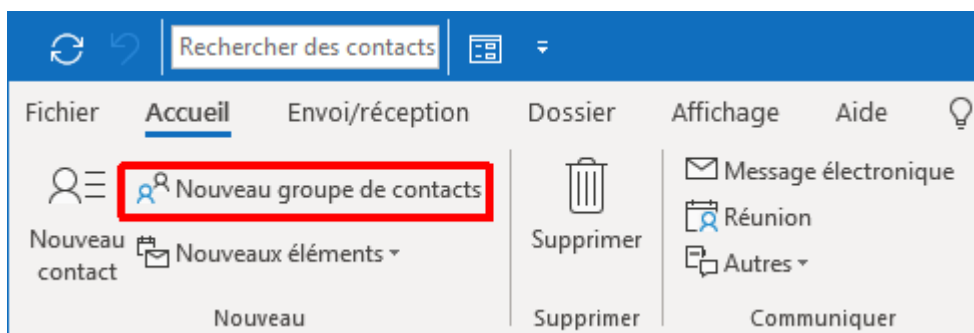 Rechercher des contacts
Fichier Accueil Envoi/réception Dossier Affichage Aide
Nouveau contact
Nouveau groupe de contacts
Nouveaux éléments
Nouveau
Supprimer
Supprimer
Message électronique
Réunion
Autres
Communiquer